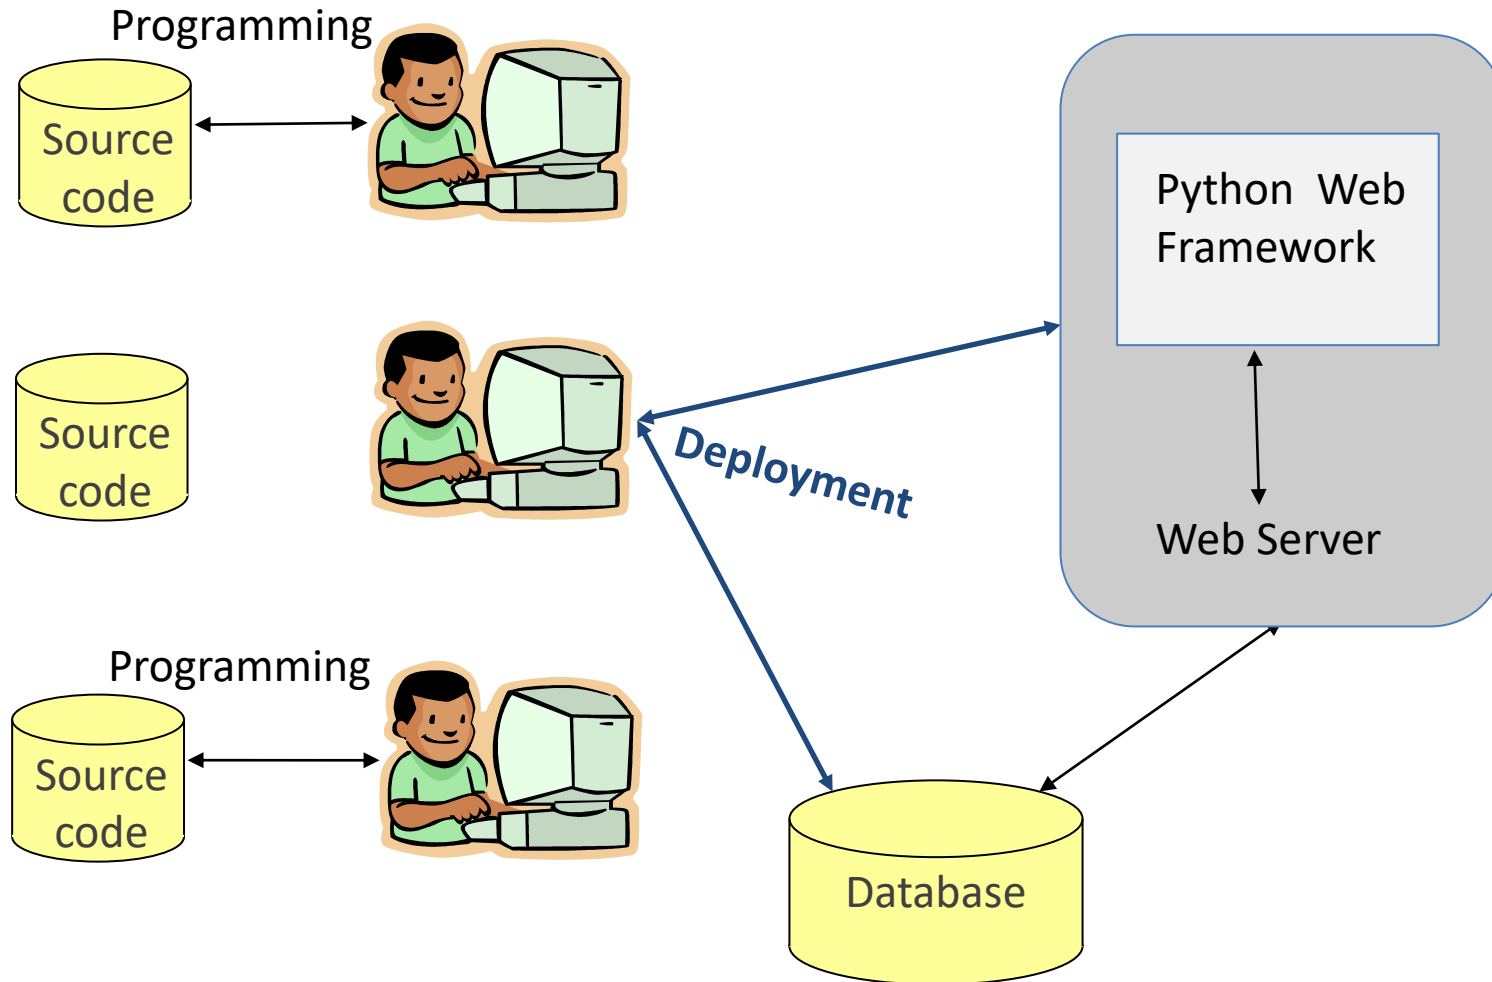 Programming
Source
code
Python Web
Framework
Source
code
Deployment
Web Server
Programming
Source
code
Database